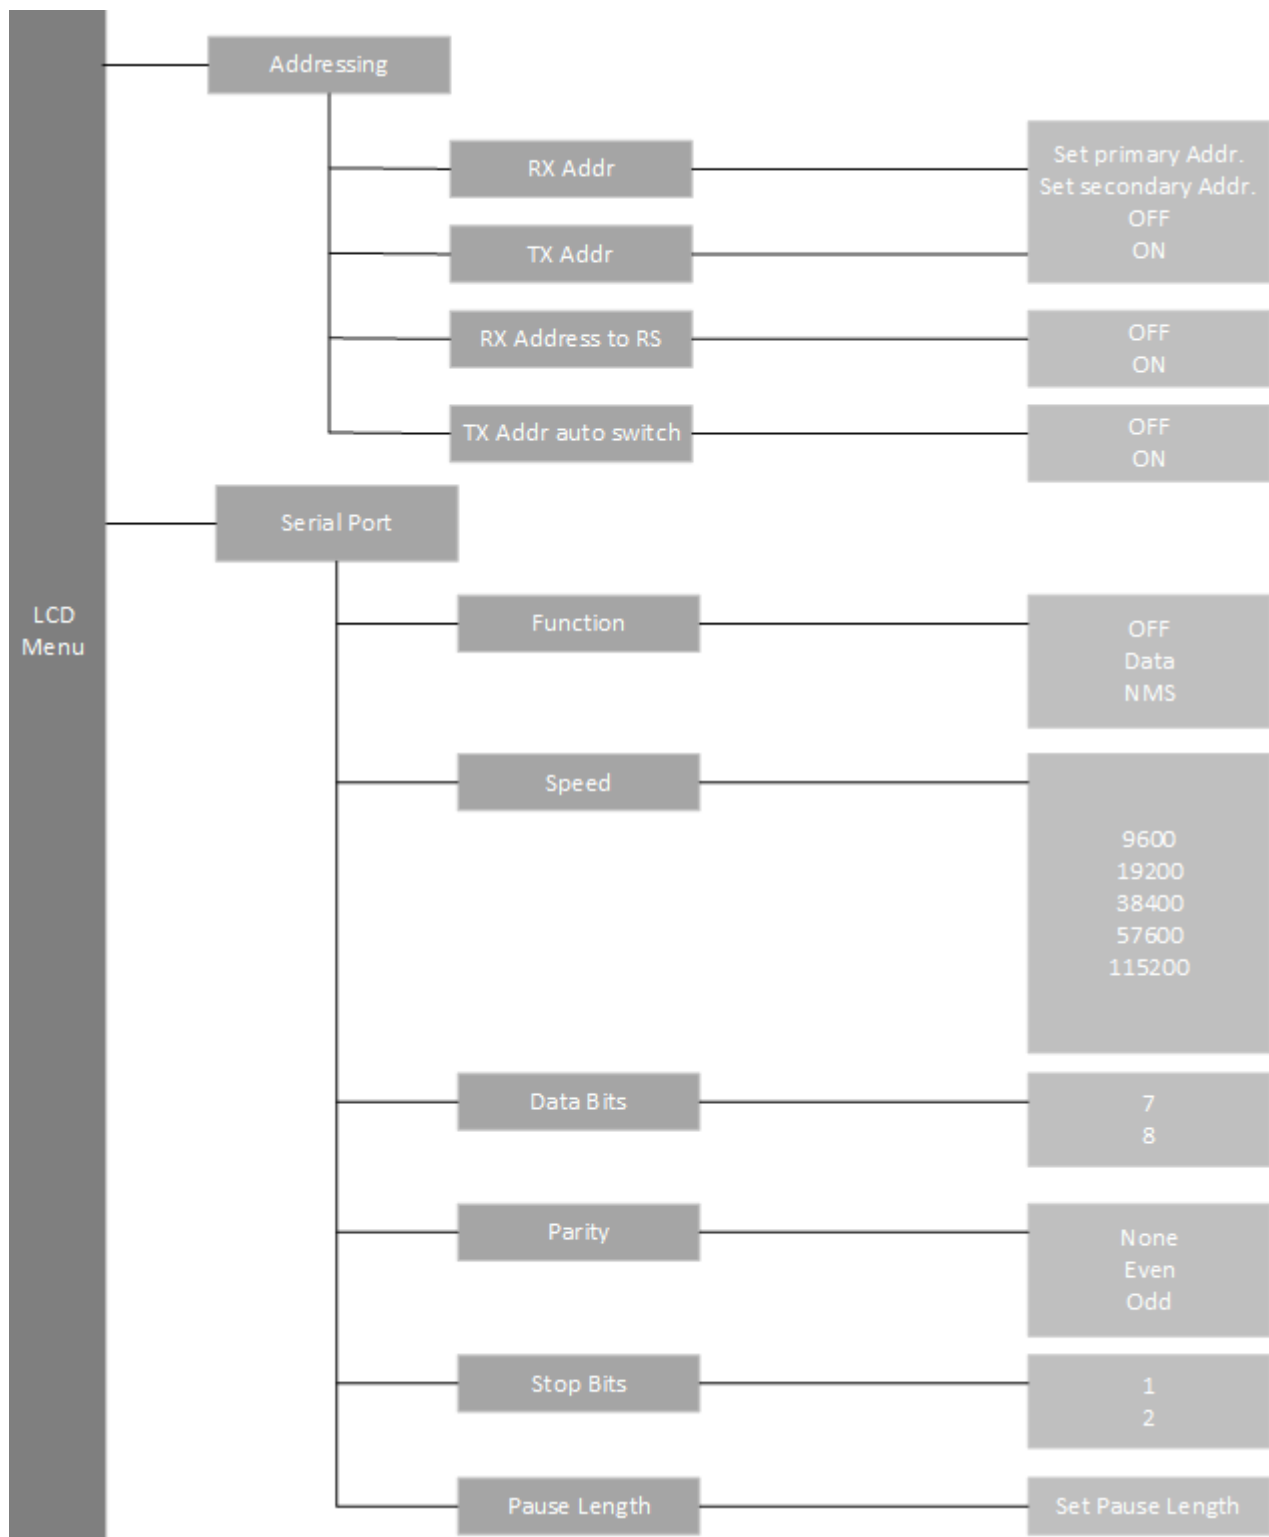 Addressing
RX Addr
Set primary Addr.
Set secondary Addr.
OFF
ON
TX Addr
RX Address to RS
OFF
ON
TX Addr auto switch
OFF
ON
Serial Port
LCD
Menu
Function
OFF
Data
NMS
Speed
9600
19200
38400
57600
115200
Data Bits
7
8
Parity
None
Even
Odd
Stop Bits
1
2
Pause Length
Set Pause Length